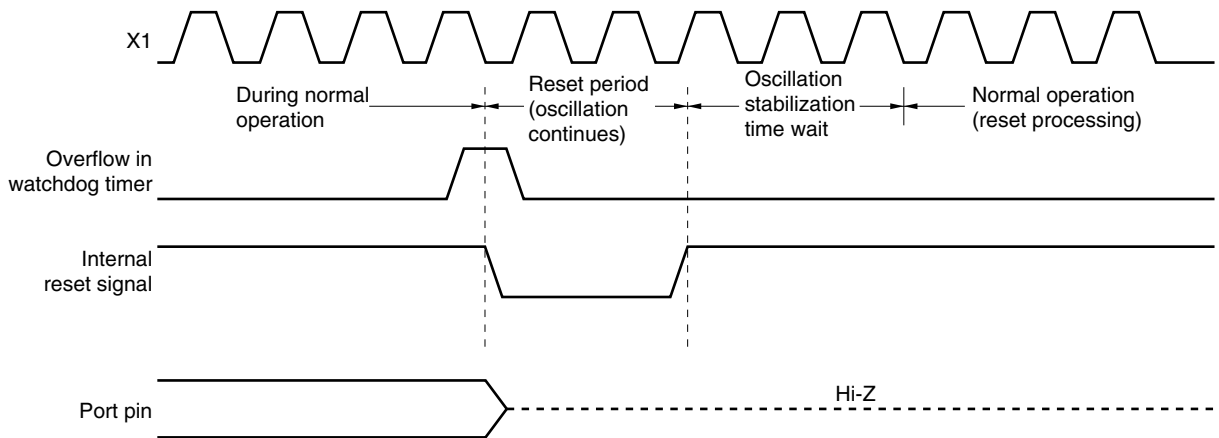 X1
During normal
operation
Reset period
(oscillation
continues)
Oscillation
stabilization
time wait
Normal operation
(reset processing)
Overflow in
watchdog timer
Internal
reset signal
Hi-Z
Port pin